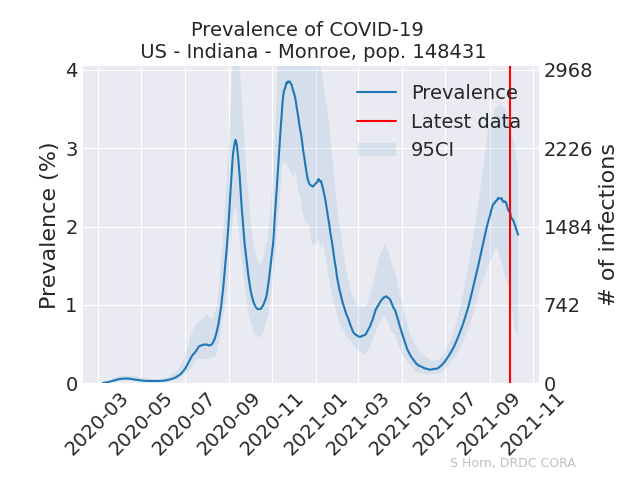 Prevalence of COVID-19
US - Indiana - Monroe, pop. 148431
Prevalence (%)
4
3
2
1
0
Prevalence
Latest data
95CI
2968
2226
1484
742
0
# of infections
2020-03
2020-05
2020-07
2020-09
2020-11
2021-01
2021-03
2021-05
2021-07
2021-09
2021-11
S Horn, DRDC CORA